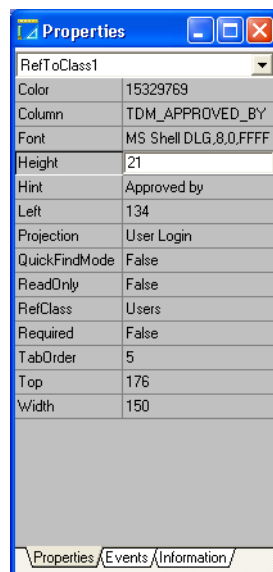 Properties
RefToClass1
Color 15329769
Column TDM_APPROVED_BY
Font MS Shell DLG,8,0,FFFF
Height 21
Hint Approved by
Left 134
Projection User Login
QuickFindMode False
ReadOnly False
RefClass Users
Required False
TabOrder 5
Top 176
Width 150
Properties Events Information